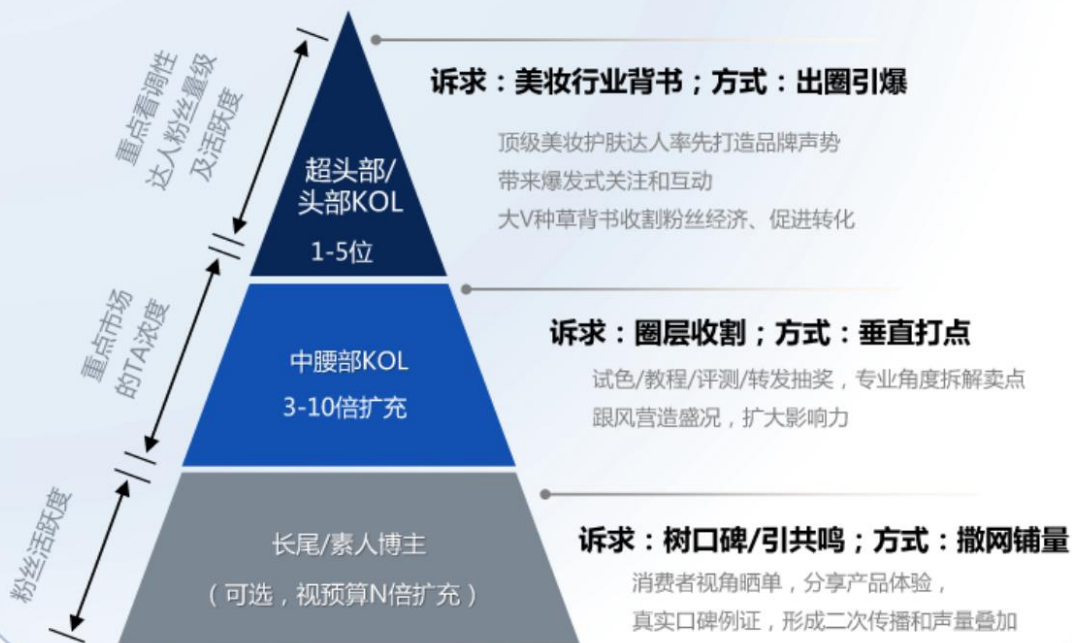 重点看调性
达人粉丝量级
及活跃度
超头部/
头部KOL
1-5位
诉求：美妆行业背书；方式：出圈引爆
顶级美妆护肤达人率先打造品牌声势
带来爆发式关注和互动
大V种草背书收割粉丝经济、促进转化
重点市场
的TA浓度
中腰部KOL
3-10倍扩充
诉求：圈层收割；方式：垂直打点
试色/教程/评测/转发抽奖，专业角度拆解卖点
跟风营造盛况，扩大影响力
粉丝活跃度
长尾/素人博主
（可选，视预算N倍扩充）
诉求：树口碑/引共鸣；方式：撒网铺量
消费者视角晒单，分享产品体验，
真实口碑例证，形成二次传播和声量叠加